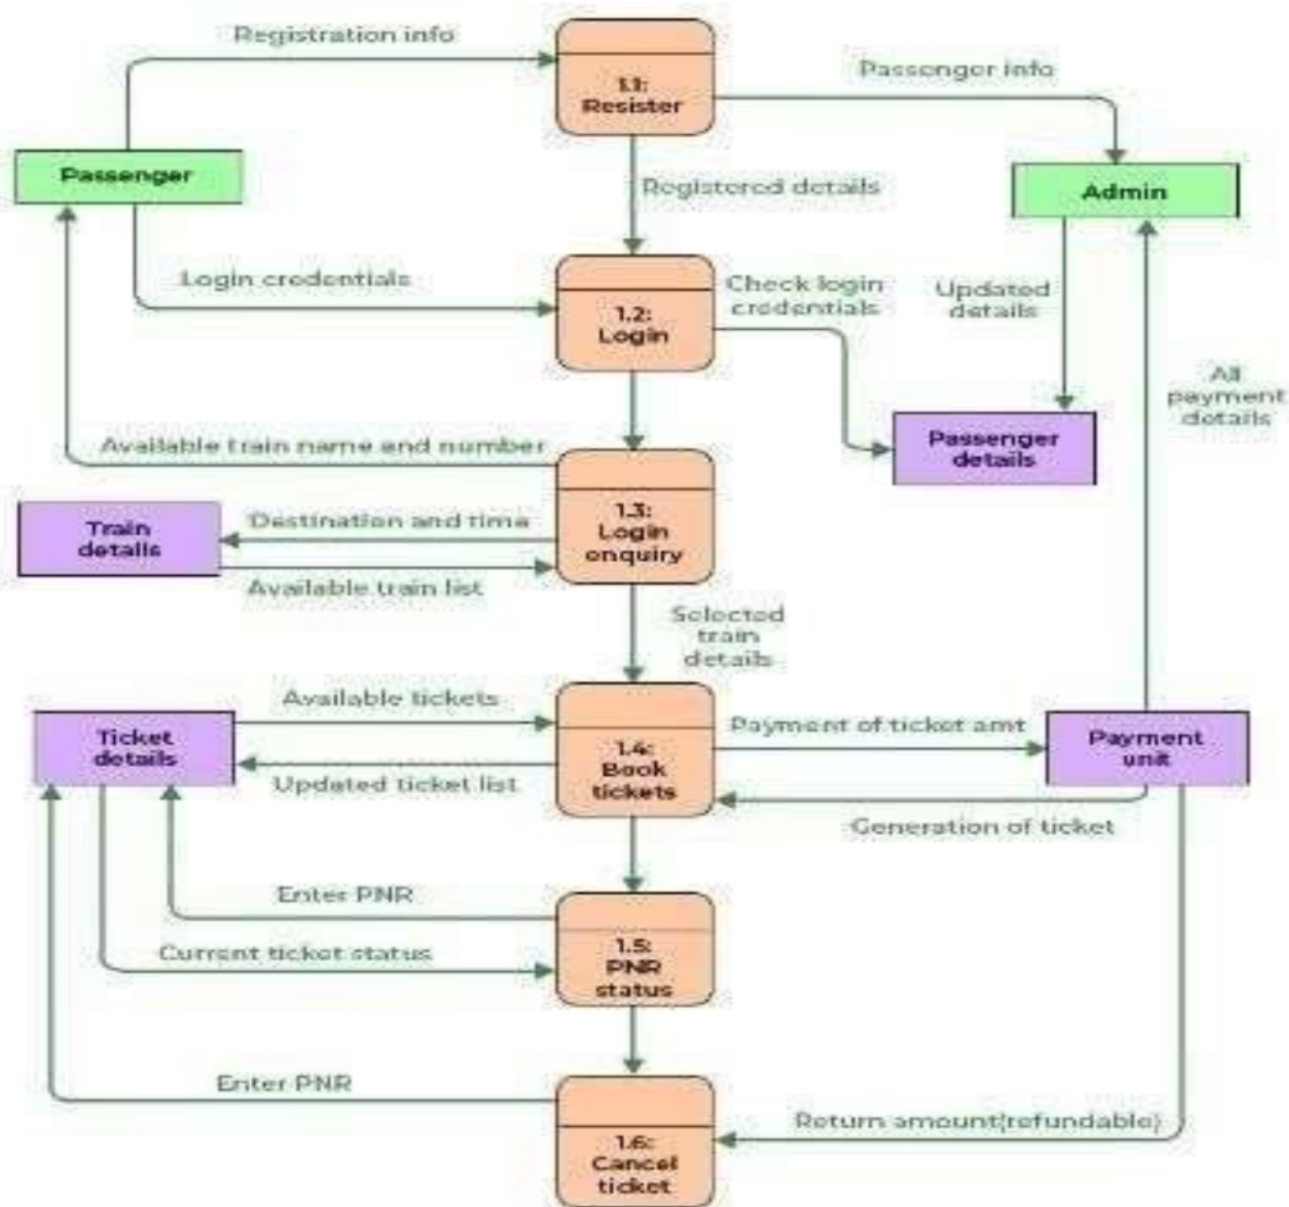 Registration info
1.1:
Resister
Passenger info
Passenger
Admin
Registered details
Login credentials
1.2:
Login
Check login
credentials
Updated
details
All
payment
details
Passenger
details
Available train name and number
Train
details
Destination and time
Available train list
1.3:
Login
enquiry
Selected
train
details
Available tickets
Ticket
details
Updated ticket list
1.4:
Book
tickets
Payment of ticket amt
Payment
unit
Generation of ticket
Enter PNR
Current ticket status
1.5:
PNR
status
Enter PNR
1.6:
Cancel
ticket
Return amount(refundable)